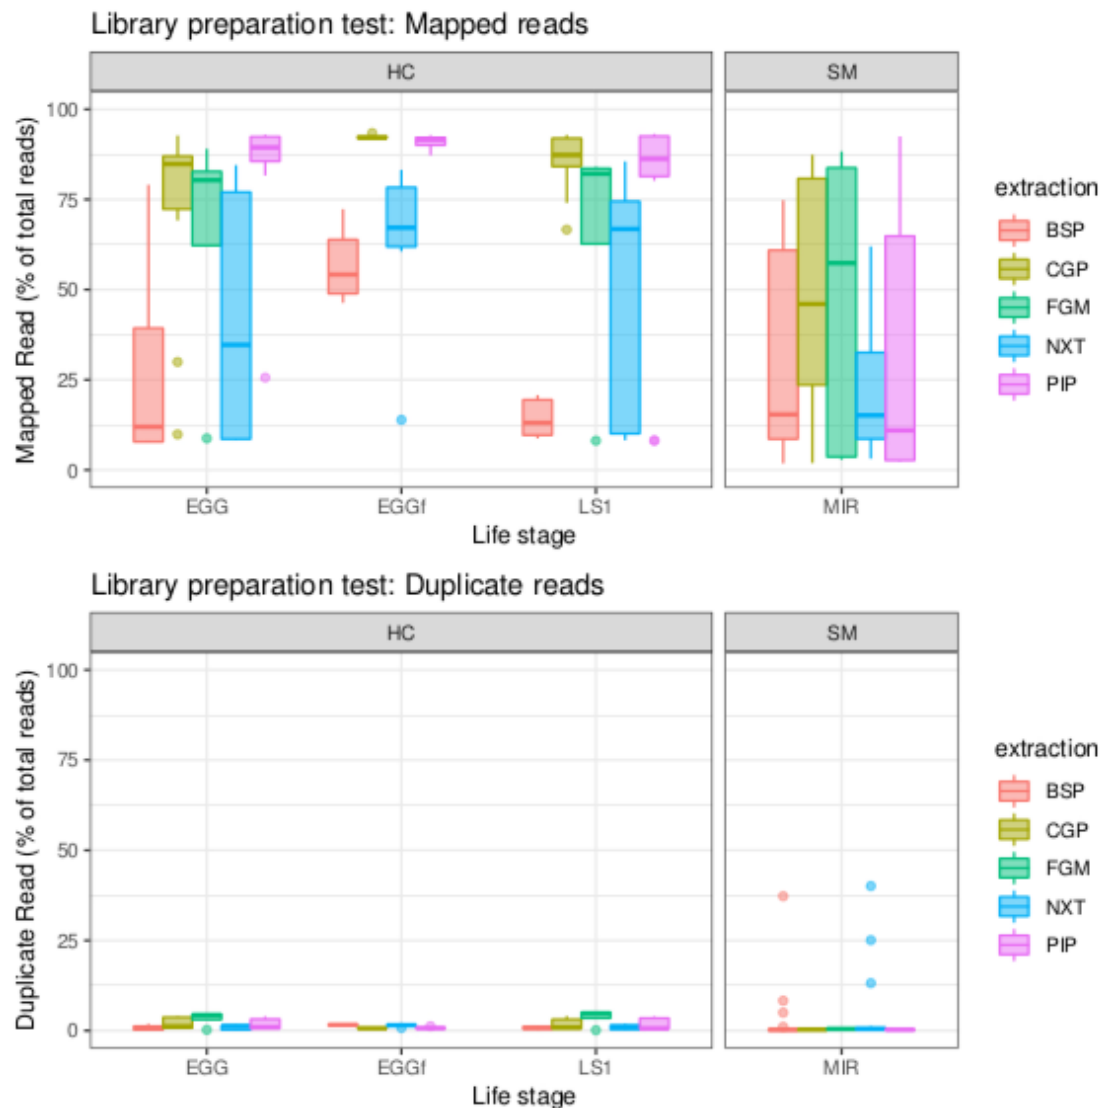 Library preparation test: Mapped reads
HC
SM
Mapped Read (% of total reads)
100
75
50
25
0
EGG
EGGf
LS1
MIR
Life stage
extraction
BSP
CGP
FGM
NXT
PIP
Library preparation test: Duplicate reads
HC
SM
Duplicate Read (% of total reads)
100
75
50
25
0
EGG
EGGf
LS1
MIR
Life stage
extraction
BSP
CGP
FGM
NXT
PIP